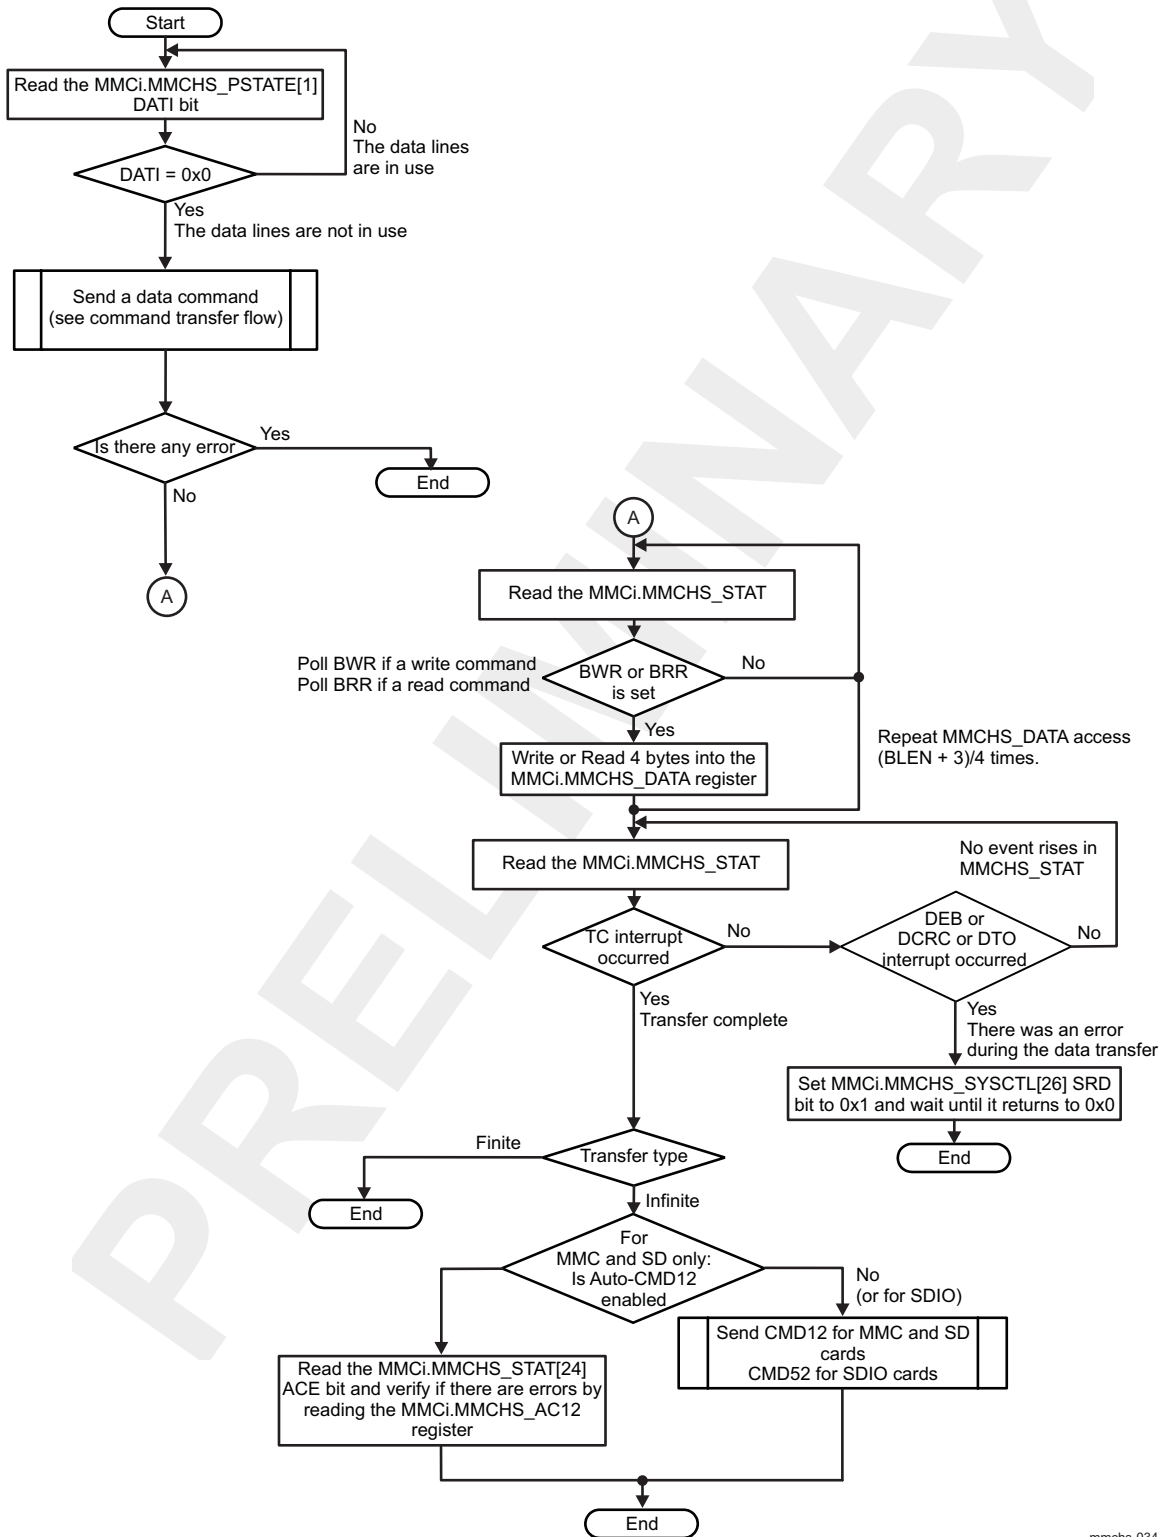 Start
Read the MMCi.MMCHS_PSTATE[1]
DATI bit
No
The data lines
are in use
DATI = 0x0
Yes
The data lines are not in use
Send a data command
(see command transfer flow)
Is there any error
Yes
End
No
A
A
Read the MMCi.MMCHS_STAT
Poll BWR if a write command
Poll BRR if a read command
BWR or BRR
is set
No
Yes
Write or Read 4 bytes into the
MMCi.MMCHS_DATA register
Repeat MMCHS_DATA access
(BLEN + 3)/4 times.
Read the MMCi.MMCHS_STAT
No event rises in
MMCHS_STAT
TC interrupt
occurred
No
DEB or
DCRC or DTO
interrupt occurred
No
Yes
Transfer complete
Yes
There was an error
during the data transfer
Set MMCi.MMCHS_SYSCTL[26] SRD
bit to 0x1 and wait until it returns to 0x0
End
Transfer type
Finite
End
Infinite
For
MMC and SD only:
Is Auto-CMD12
enabled
No
(or for SDIO)
Send CMD12 for MMC and SD
cards
CMD52 for SDIO cards
Read the MMCi.MMCHS_STAT[24]
ACE bit and verify if there are errors by
reading the MMCi.MMCHS_AC12
register
End
mmchs-034
PRELIMINARY